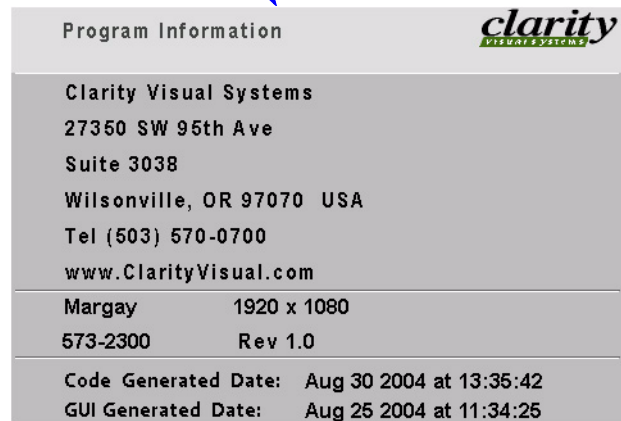 Program Information
clarity
VISUAL SYSTEMS
Clarity Visual Systems
27350 SW 95th Ave
Suite 3038
Wilsonville, OR 97070 USA
Tel (503) 570-0700
www.ClarityVisual.com
Margay 1920 x 1080
573-2300 Rev 1.0
Code Generated Date: Aug 30 2004 at 13:35:42
GUI Generated Date: Aug 25 2004 at 11:34:25